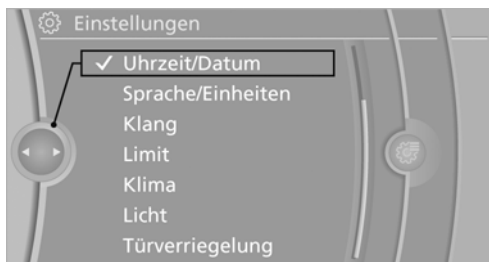 Einstellungen
Uhrzeit/Datum
Sprache/Einheiten
Klang
Limit
Klima
Licht
Türverriegelung